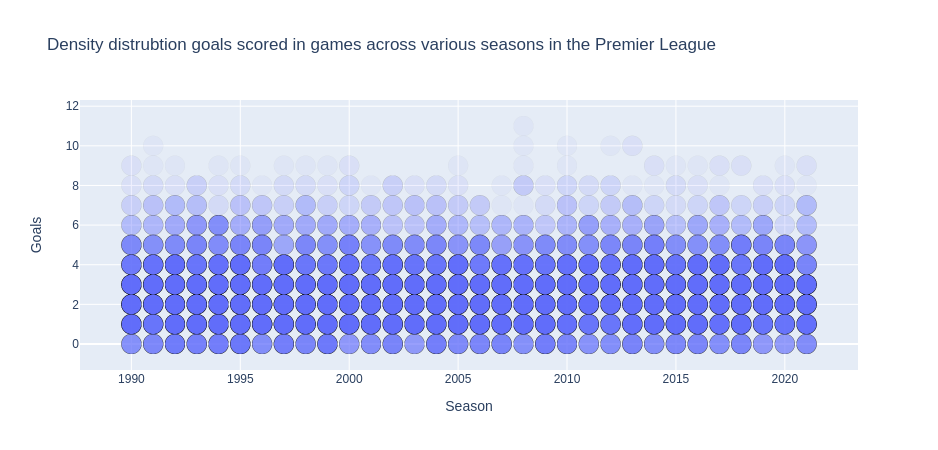 Density distrubtion goals scored in games across various seasons in the Premier League
12
10
8
6
4
2
0
Goals
1990 1995 2000 2005 2010 2015 2020
Season